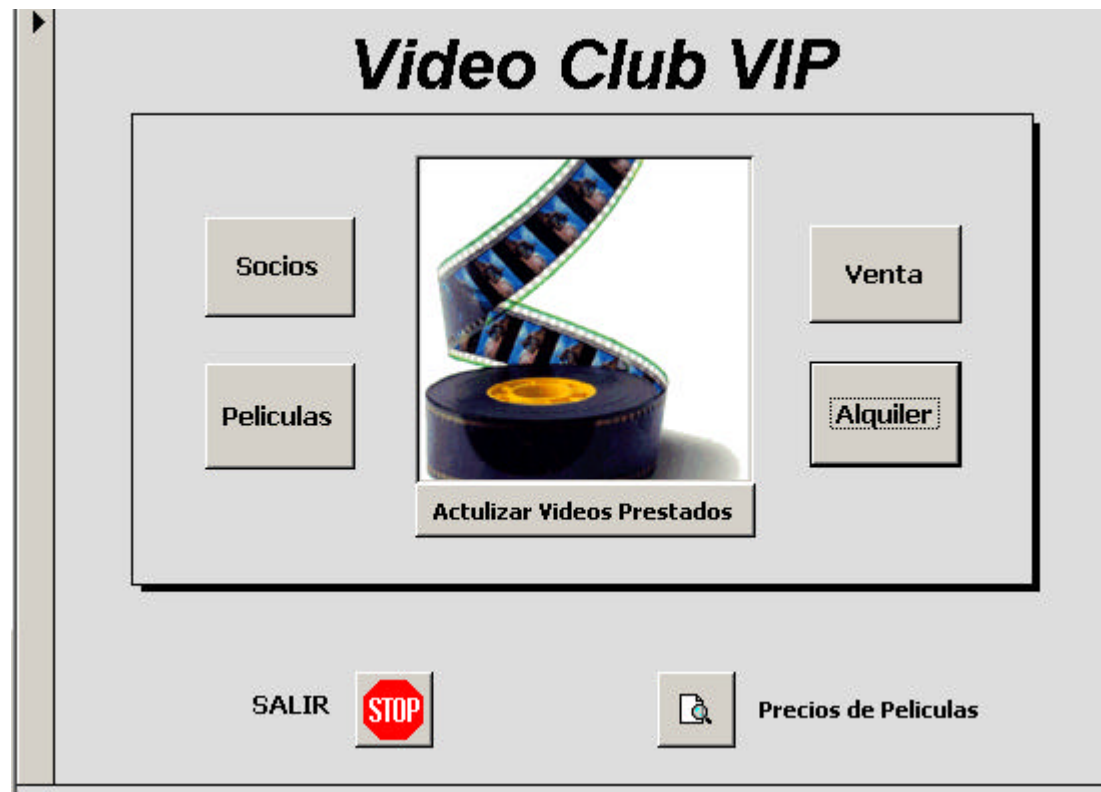 Video Club VIP
Socios
Venta
Peliculas
Alquiler
Actulizar Videos Prestados
SALIR
STOP
Precios de Peliculas